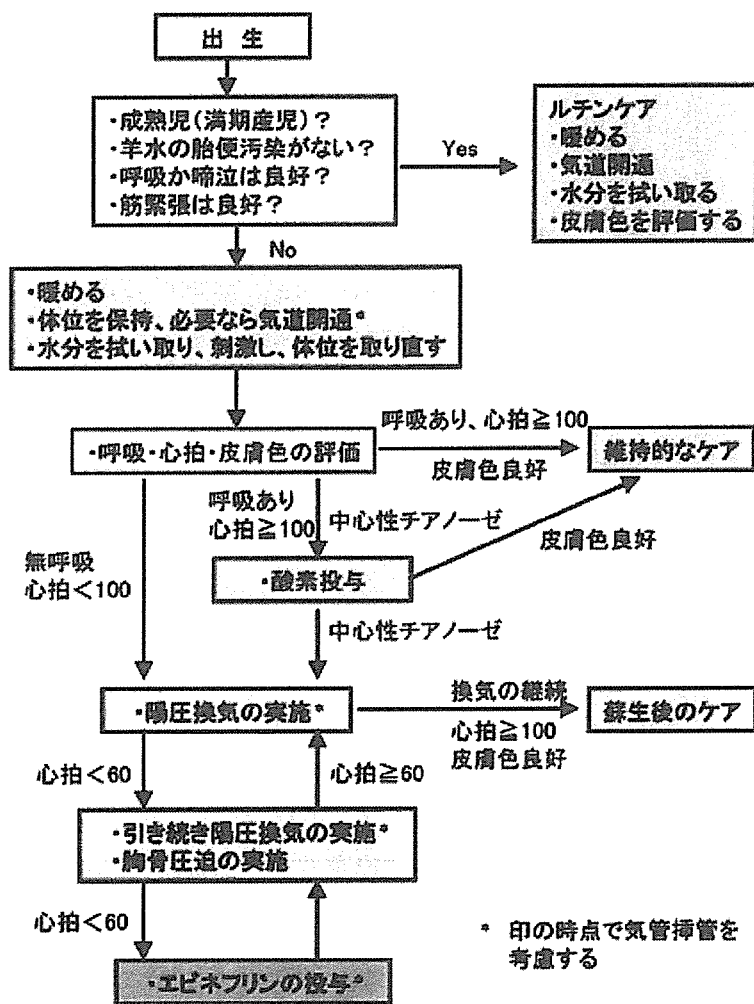 出 生
・成熟児(満期産児)?
・羊水の胎便汚染がない?
・呼吸か啼泣は良好?
・筋緊張は良好?
Yes
ルチンケア
・暖める
・気道開通
・水分を拭い取る
・皮膚色を評価する
No
・暖める
・体位を保持、必要なら気道開通*
・水分を拭い取り、刺激し、体位を取り直す
・呼吸・心拍・皮膚色の評価
呼吸あり、心拍≧100
皮膚色良好
維持的なケア
呼吸あり
心拍≧100
中心性チアノーゼ
皮膚色良好
無呼吸
心拍<100
・酸素投与
中心性チアノーゼ
・陽圧換気の実施*
換気の継続
心拍≧100
皮膚色良好
蘇生後のケア
心拍<60
心拍≧60
・引き続き陽圧換気の実施*
・胸骨圧迫の実施
心拍<60
・エピネフリンの投与*
* 印の時点で気管挿管を
考慮する